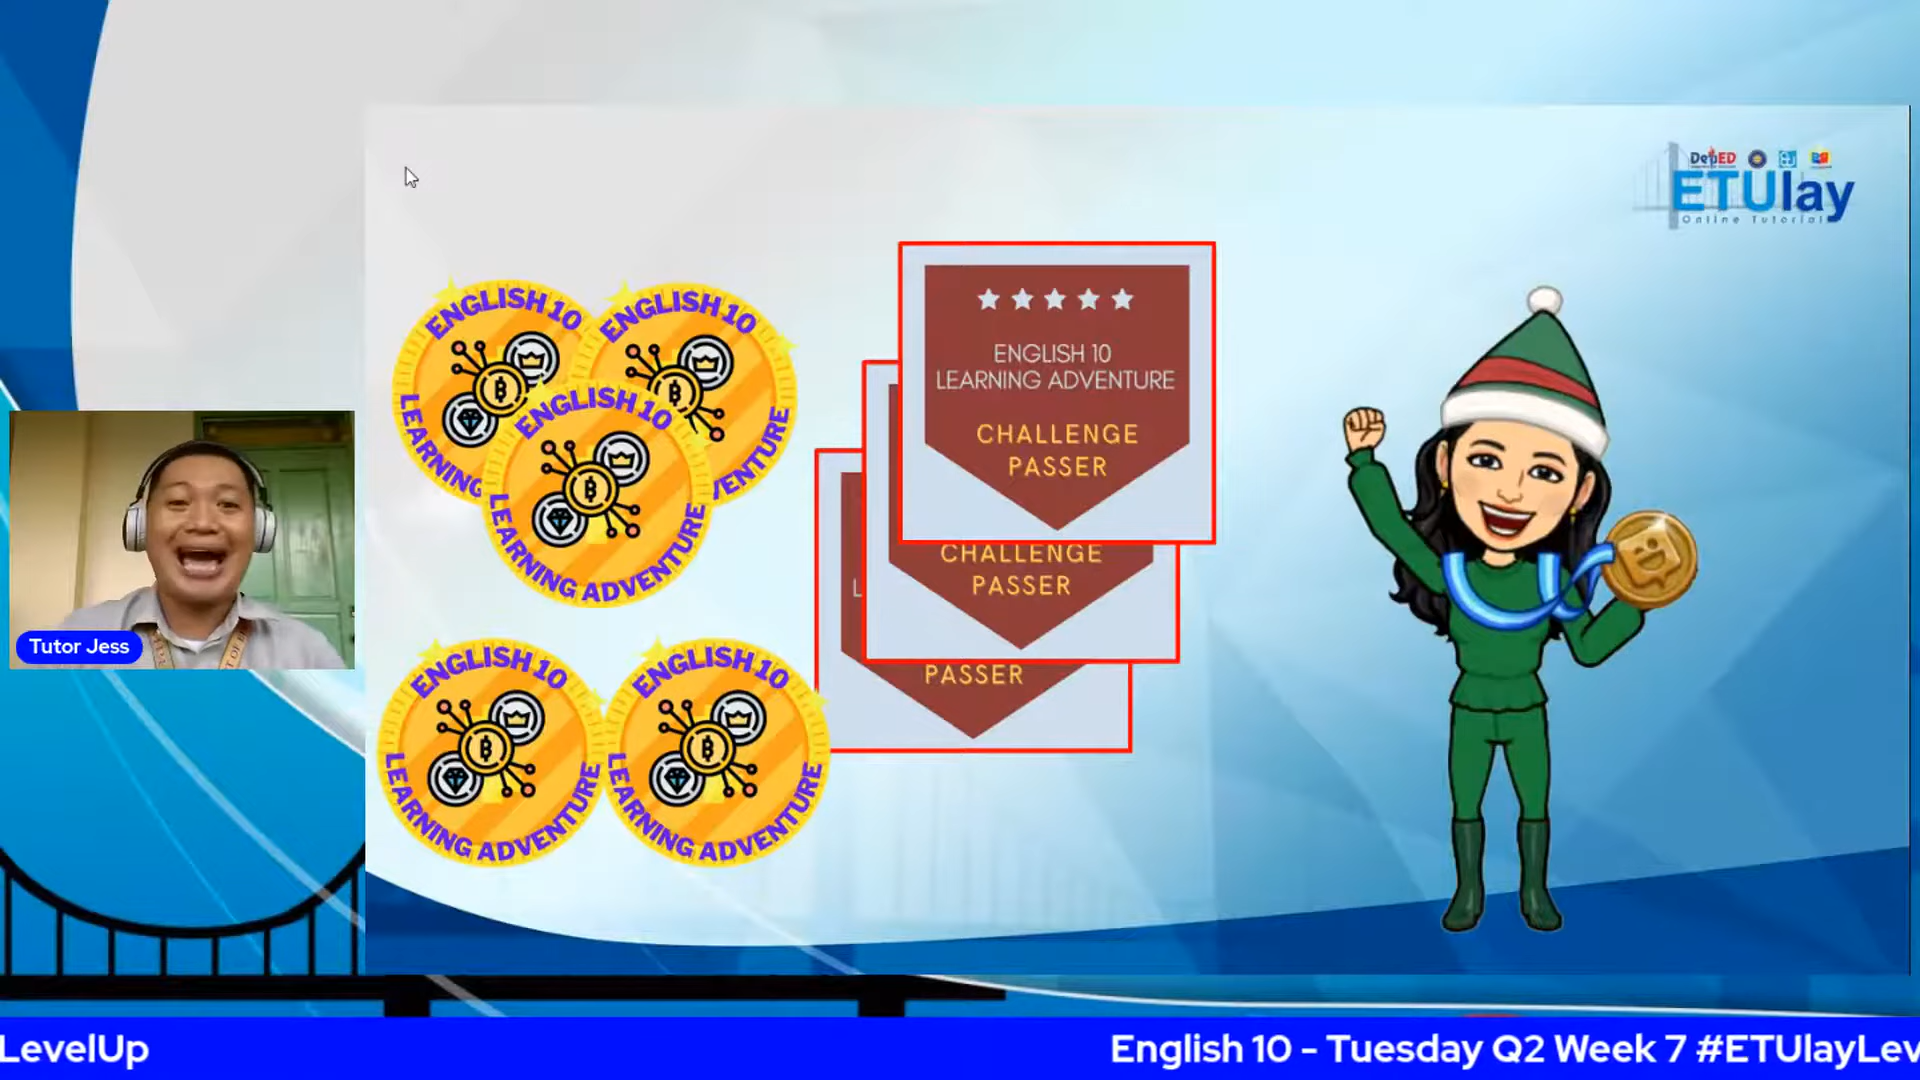 DepED
ETUlay
Online Tutorial
ENGLISH 10
LEARNING
ENGLISH 10
VENTURE
ENGLISH 10
LEARNING ADVENTURE
ENGLISH 10
LEARNING ADVENTURE
ENGLISH 10
LEARNING ADVENTURE
ENGLISH 10
LEARNING ADVENTURE
CHALLENGE
PASSER
CHALLENGE
PASSER
L
PASSER
Tutor Jess
LevelUp
English 10 - Tuesday Q2 Week 7 #ETUlayLev